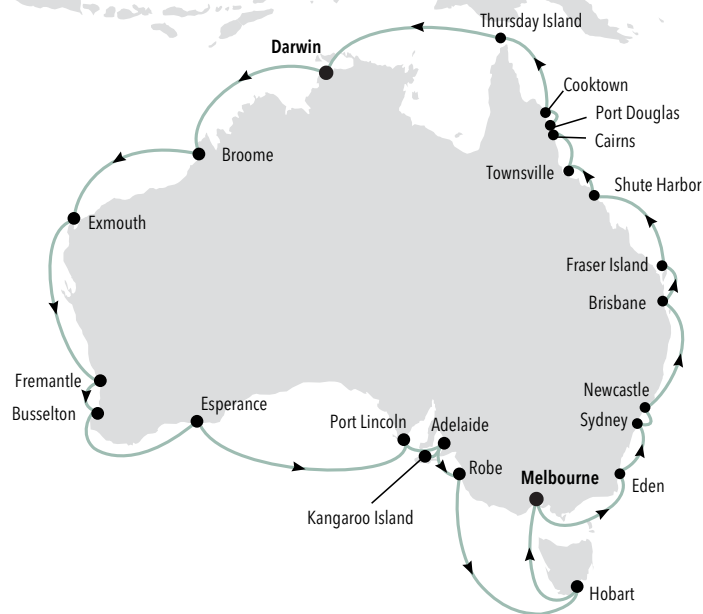 Thursday Island
Darwin
Cooktown
Port Douglas
Cairns
Broome
Townsville
Shute Harbor
Exmouth
Fraser Island
Brisbane
Fremantle
Newcastle
Busselton
Esperance
Sydney
Port Lincoln
Adelaide
Robe
Melbourne
Eden
Kangaroo Island
Hobart